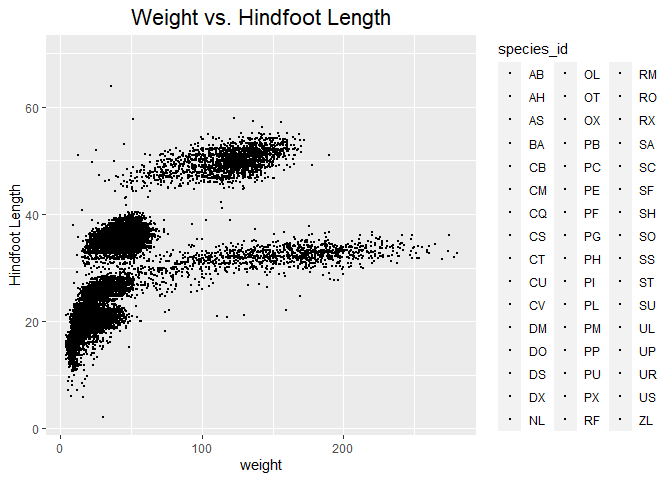 Weight vs. Hindfoot Length
Hindfoot Length
60
40
20
0
0 100 200
weight
species_id
AB OL RM
AH OT RO
AS OX RX
BA PB SA
CB PC SC
CM PE SF
CQ PF SH
CS PG SO
CT PH SS
CU PI ST
CV PL SU
DM PM UL
DO PP UP
DS PU UR
DX PX US
NL RF ZL